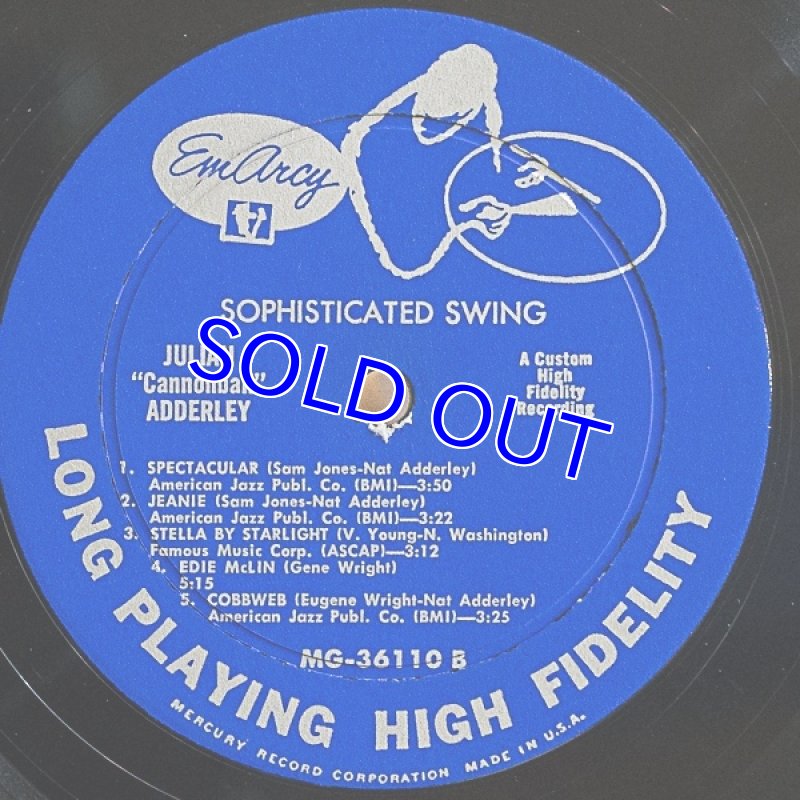 EmArcy
SOPHISTICATED SWING
JULIAN
"Cannonball"
ADDERLEY
A Custom
High
Fidelity
Recording
SOLD OUT
1. SPECTACULAR (Sam Jones-Nat Adderley)
American Jazz Publ. Co. (BMI)—3:50
2. JEANIE (Sam Jones-Nat Adderley)
American Jazz Publ. Co. (BMI)—3:22
3. STELLA BY STARLIGHT (V. Young-N. Washington)
Famous Music Corp. (ASCAP)—3:12
4. EDIE McLIN (Gene Wright)
5:15
5. COBBWEB (Eugene Wright-Nat Adderley)
American Jazz Publ. Co. (BMI)—3:25
MG-36110 B
LONG PLAYING HIGH FIDELITY
MERCURY RECORD CORPORATION MADE IN U.S.A.